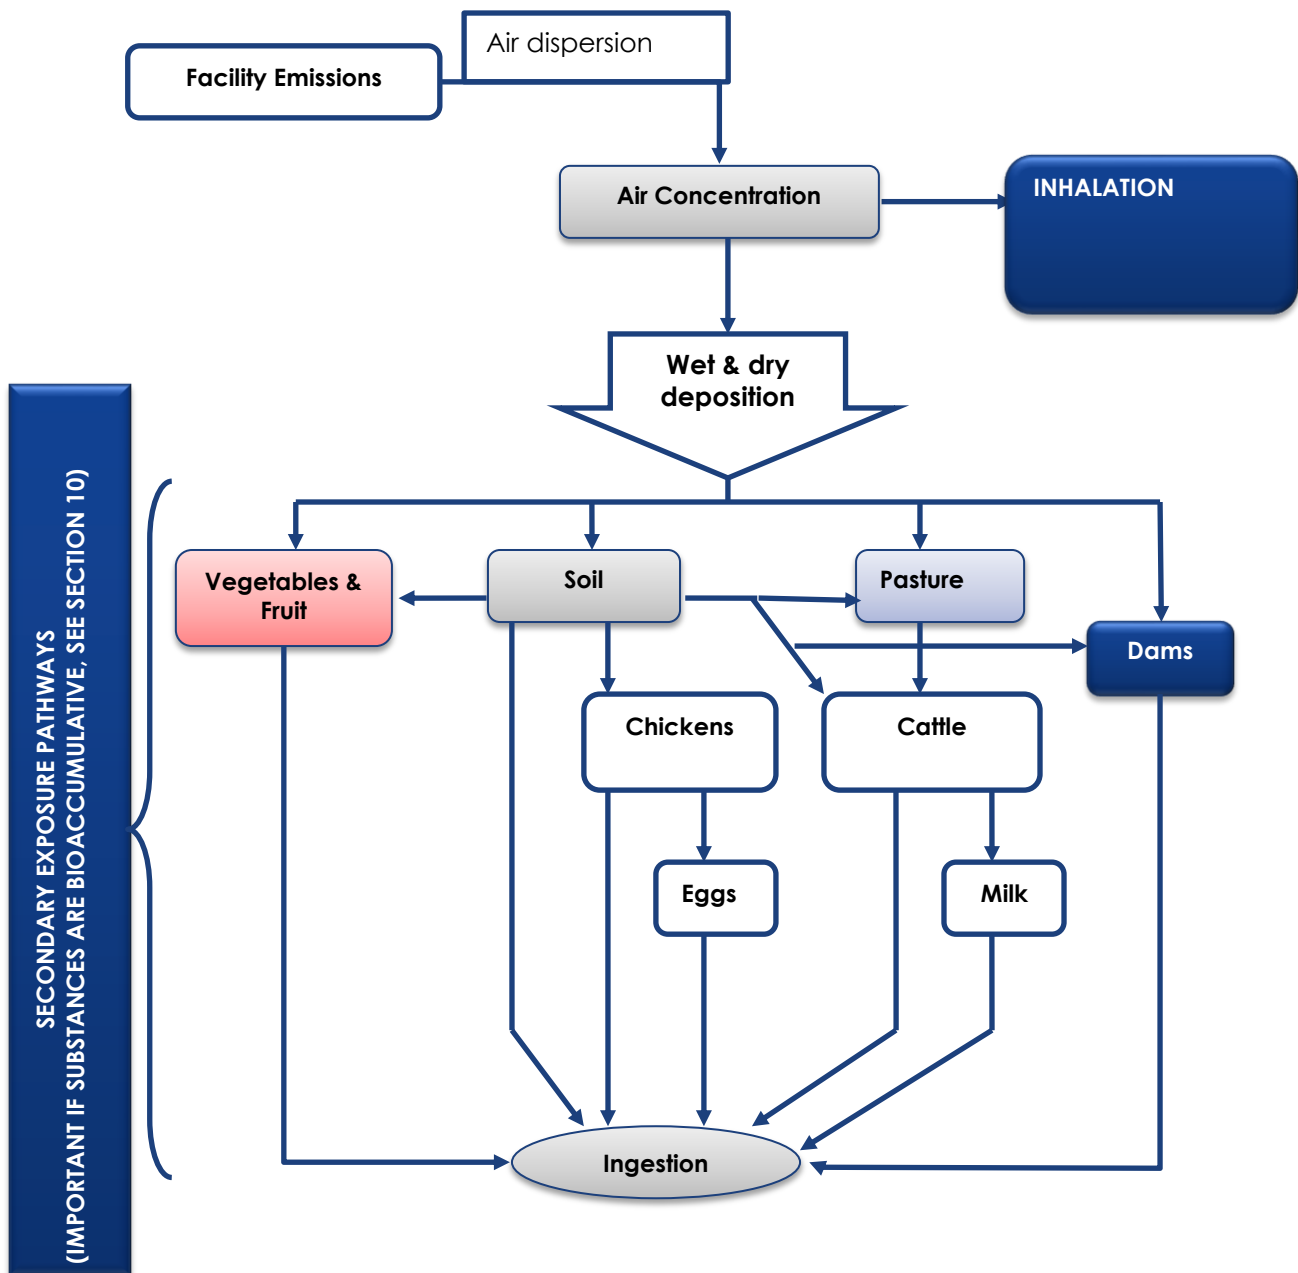 Air dispersion
Facility Emissions
Air Concentration
INHALATION
Wet & dry
deposition
SECONDARY EXPOSURE PATHWAYS
(IMPORTANT IF SUBSTANCES ARE BIOACCUMULATIVE, SEE SECTION 10)
Vegetables &
Fruit
Soil
Pasture
Dams
Chickens
Cattle
Eggs
Milk
Ingestion